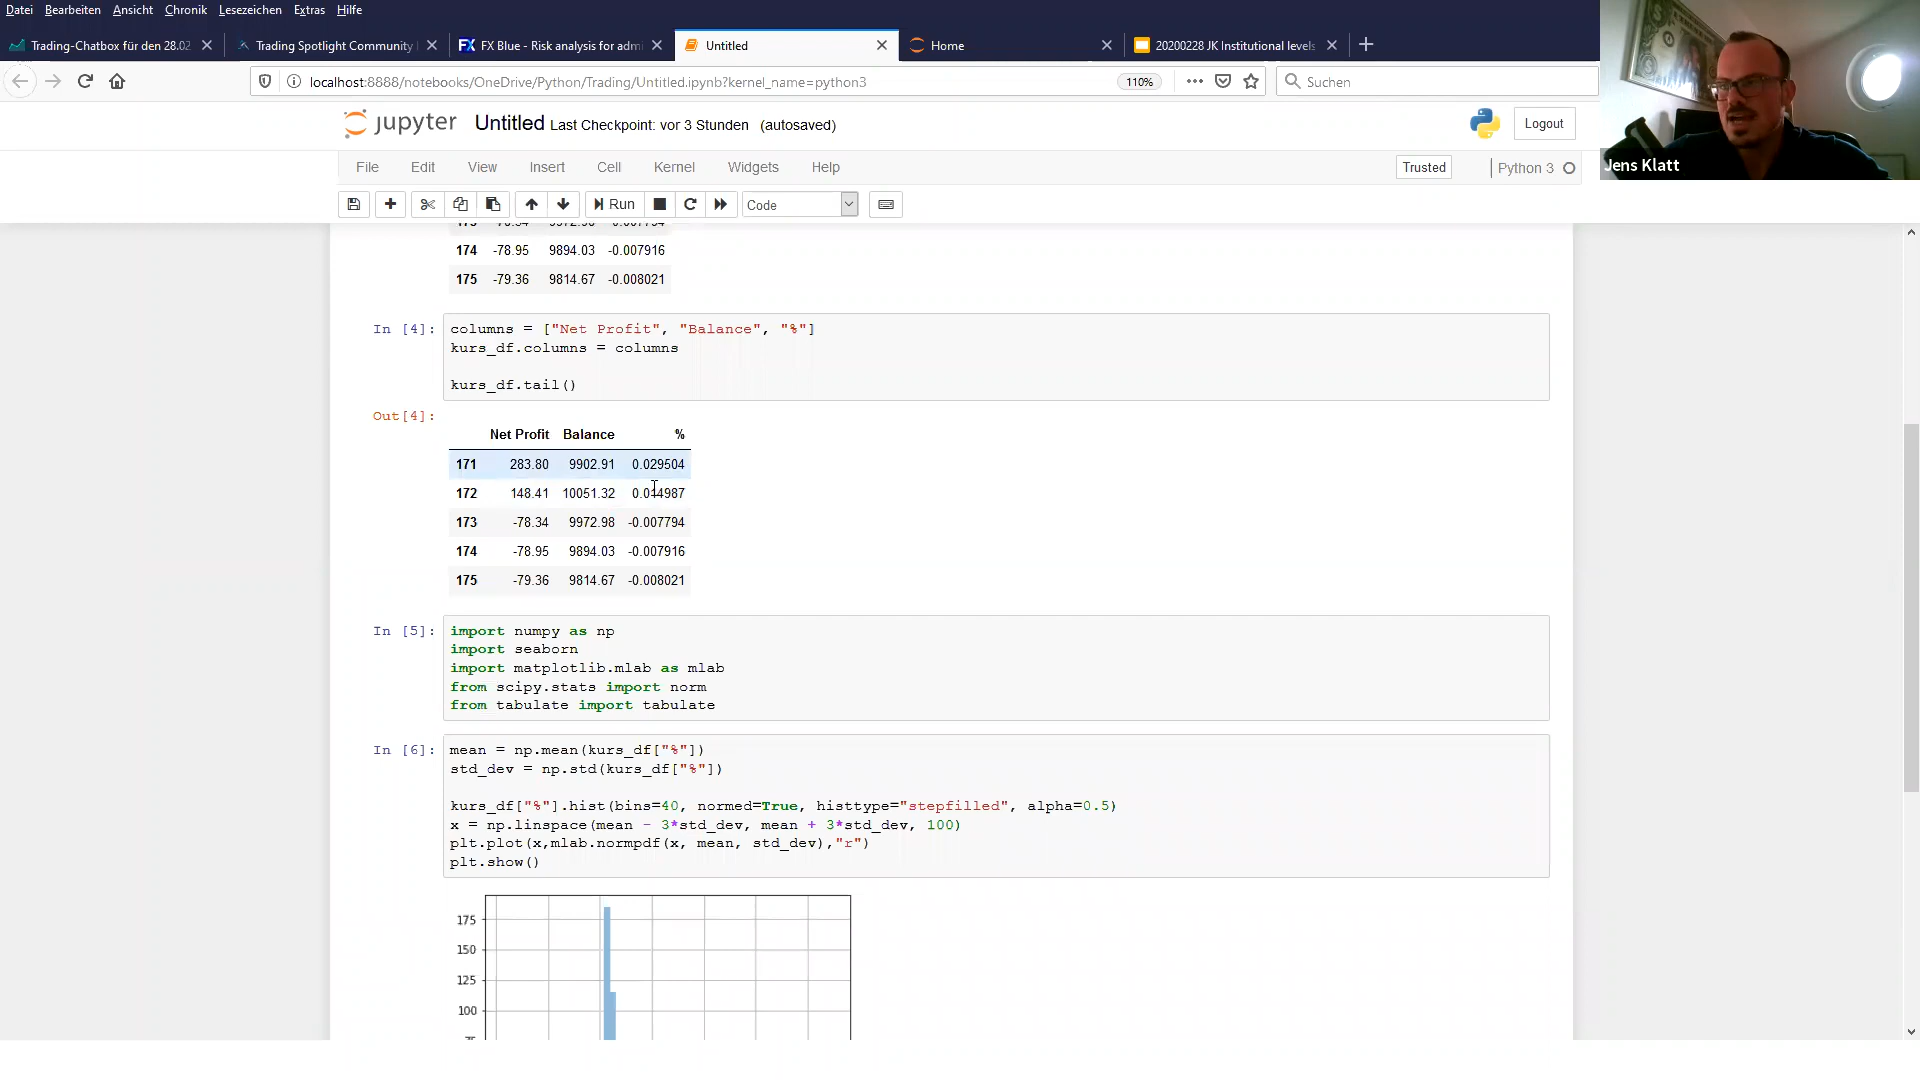 Datei Bearbeiten Ansicht Chronik Lesezeichen Extras Hilfe
Trading-Chatbox für den 28.02 Trading Spotlight Community FX Blue - Risk analysis for adm Untitled Home 20200228 JK Institutional levels
localhost:8888/notebooks/OneDrive/Python/Trading/Untitled.ipynb?kernel_name=python3 110% Suchen
jupyter Untitled Last Checkpoint: vor 3 Stunden (autosaved) Logout
Jens Klatt
File Edit View Insert Cell Kernel Widgets Help Trusted Python 3
Run Code
174 -78.95 9894.03 -0.007916
175 -79.36 9814.67 -0.008021
In [4]: columns = ["Net Profit", "Balance", "%"]
kurs_df.columns = columns
kurs_df.tail()
Out[4]:
Net Profit Balance %
171 283.80 9902.91 0.029504
172 148.41 10051.32 0.014987
173 -78.34 9972.98 -0.007794
174 -78.95 9894.03 -0.007916
175 -79.36 9814.67 -0.008021
In [5]: import numpy as np
import seaborn
import matplotlib.mlab as mlab
from scipy.stats import norm
from tabulate import tabulate
In [6]: mean = np.mean(kurs_df["%"])
std_dev = np.std(kurs_df["%"])
kurs_df["%"].hist(bins=40, normed=True, histtype="stepfilled", alpha=0.5)
x = np.linspace(mean - 3*std_dev, mean + 3*std_dev, 100)
plt.plot(x,mlab.normpdf(x, mean, std_dev),"r")
plt.show()
175
150
125
100